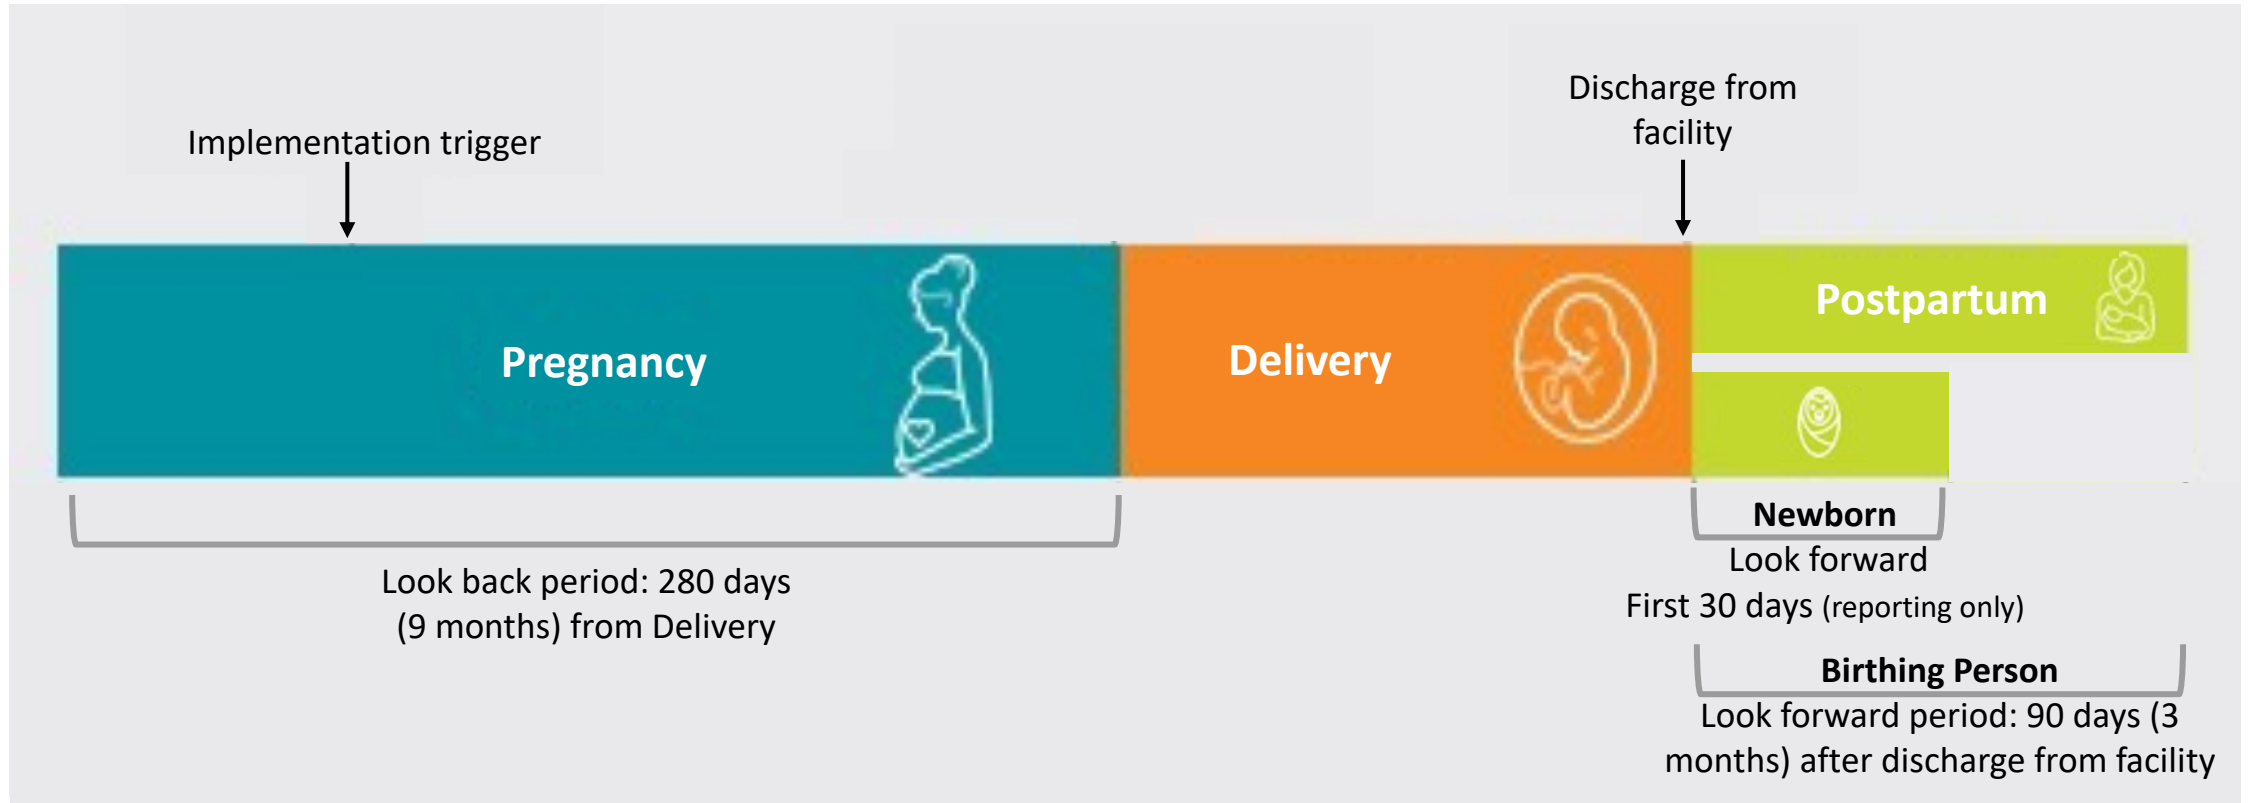 Implementation trigger
Discharge from
facility
Pregnancy
Delivery
Postpartum
Look back period: 280 days
(9 months) from Delivery
Newborn
Look forward
First 30 days (reporting only)
Birthing Person
Look forward period: 90 days (3
months) after discharge from facility